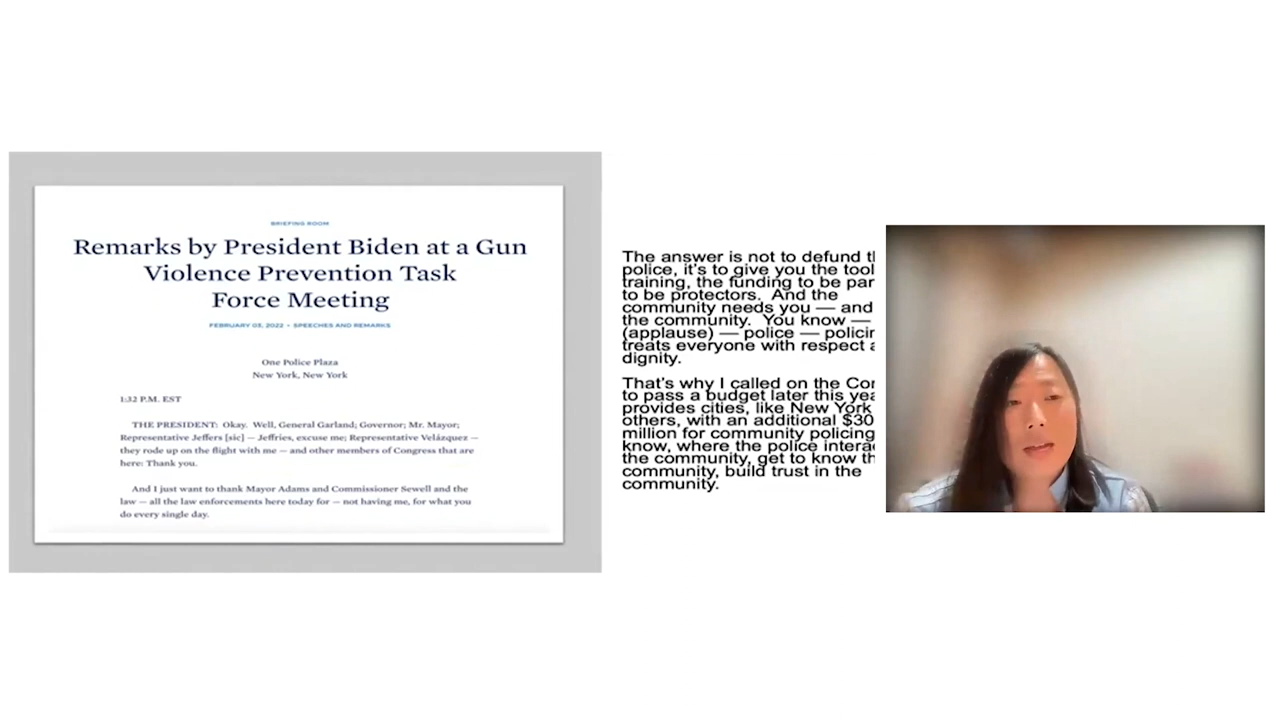 BRIEFING ROOM
Remarks by President Biden at a Gun
Violence Prevention Task
Force Meeting
FEBRUARY 03, 2022 • SPEECHES AND REMARKS
One Police Plaza
New York, New York
1:32 P.M. EST
THE PRESIDENT: Okay. Well, General Garland; Governor; Mr. Mayor;
Representative Jeffers [sic] — Jeffries, excuse me; Representative Velázquez —
they rode up on the flight with me — and other members of Congress that are
here: Thank you.
And I just want to thank Mayor Adams and Commissioner Sewell and the
law — all the law enforcements here today for — not having me, for what you
do every single day.
The answer is not to defund
police, it's to give you the tool
training, the funding to be par
to be protectors. And the
community needs you — and
the community. You know —
(applause) — police — policin
treats everyone with respect a
dignity.
That's why I called on the Con
to pass a budget later this yea
provides cities, like New York
others, with an additional $30
million for community policing
know, where the police intera
the community, get to know th
community, build trust in the
community.